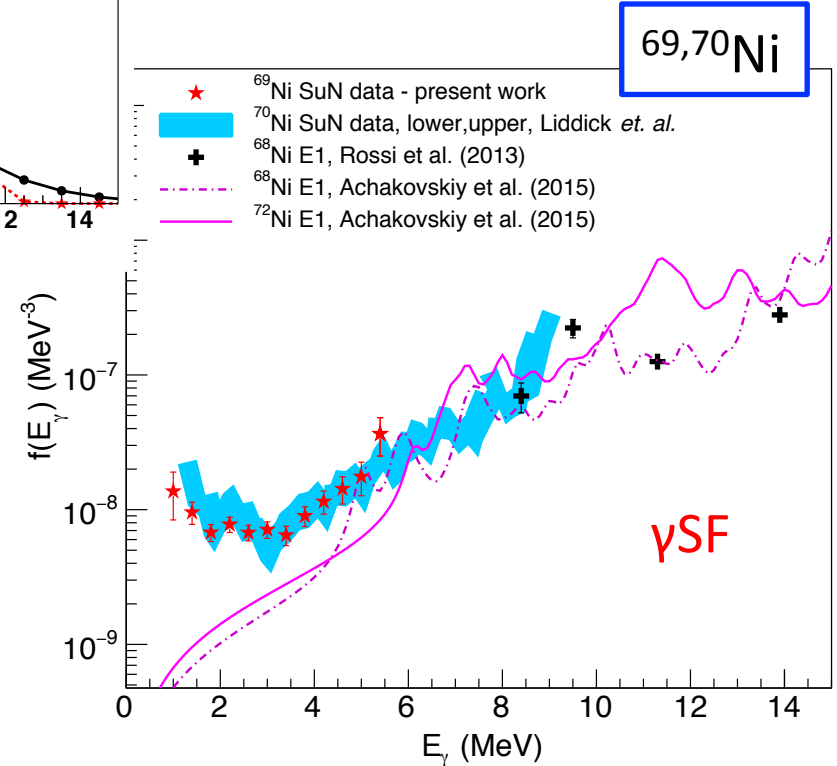 69,70Ni
69Ni SuN data - present work
70Ni SuN data, lower,upper, Liddick et. al.
68Ni E1, Rossi et al. (2013)
68Ni E1, Achakovskiy et al. (2015)
72Ni E1, Achakovskiy et al. (2015)
2 14
f(Eγ) (MeV-3)
10−7
10−8
10−9
γSF
0 2 4 6 8 10 12 14
Eγ (MeV)